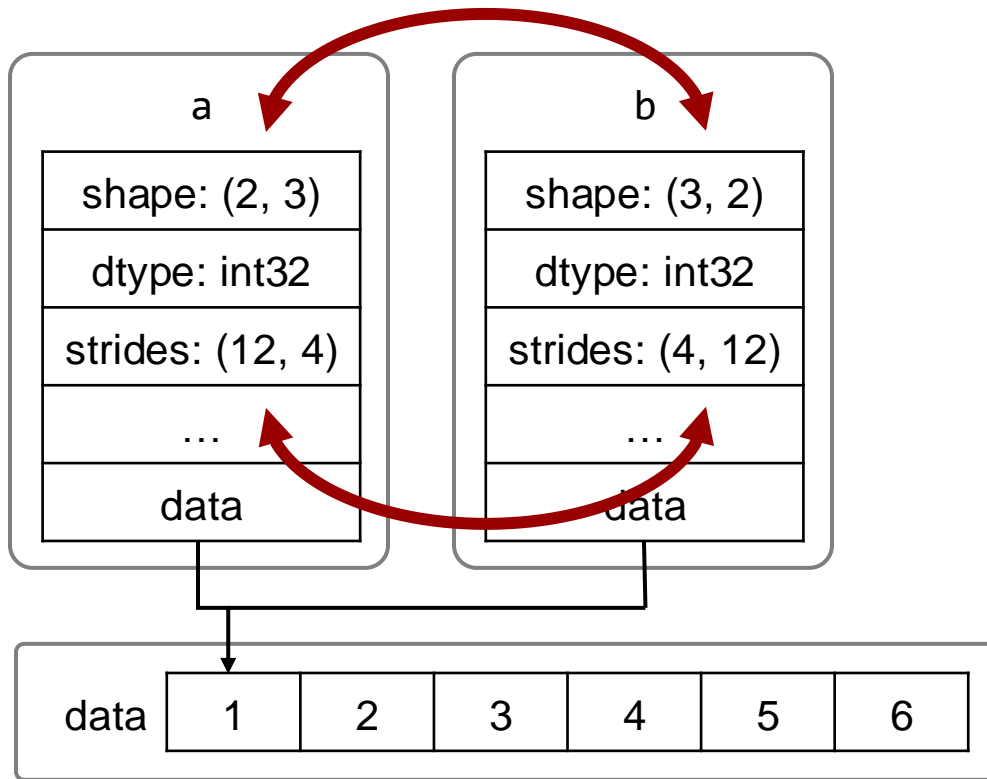 a
shape: (2, 3)
dtype: int32
strides: (12, 4)
...
data
b
shape: (3, 2)
dtype: int32
strides: (4, 12)
...
data
data 1 2 3 4 5 6